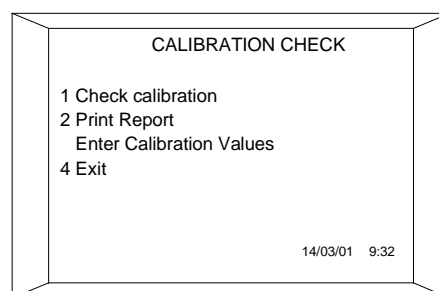 CALIBRATION CHECK
1 Check calibration
2 Print Report
Enter Calibration Values
4 Exit
14/03/01 9:32